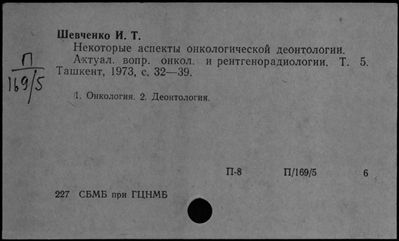 Шевченко И. Т.
Некоторые аспекты онкологической деонтологии.
Актуал. вопр. онкол. и рентгенорадиологии. Т. 5.
Ташкент, 1973, с. 32—39.
П
169/5
1. Онкология. 2. Деонтология.
П-8 П/169/5 6
227 СБМБ при ГЦНМБ